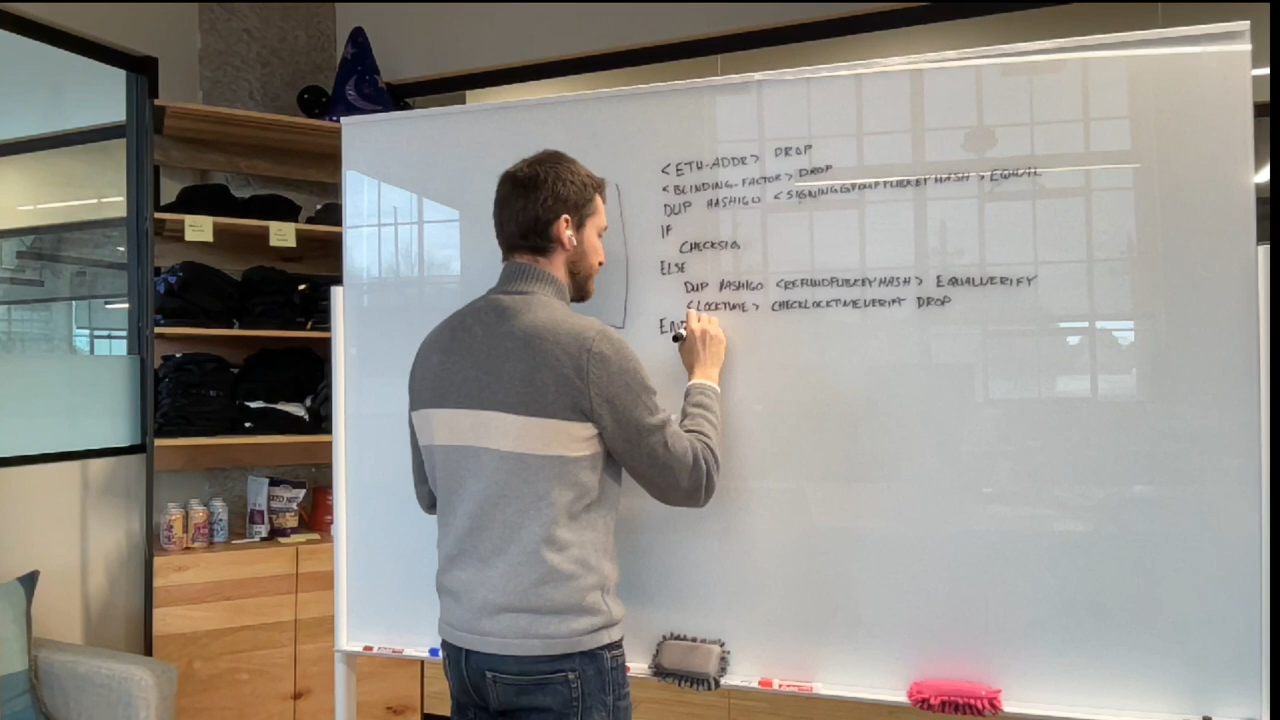 <ETH-ADDR> DROP
<BLINDING-FACTOR> DROP
DUP HASH160 <SIGNINGGROUPPUBKEYHASH> EQUAL
IF
CHECKSIG
ELSE
DUP HASH160 <REFUNDPUBKEYHASH> EQUALVERIFY
<LOCKTIME> CHECKLOCKTIMEVERIFY DROP